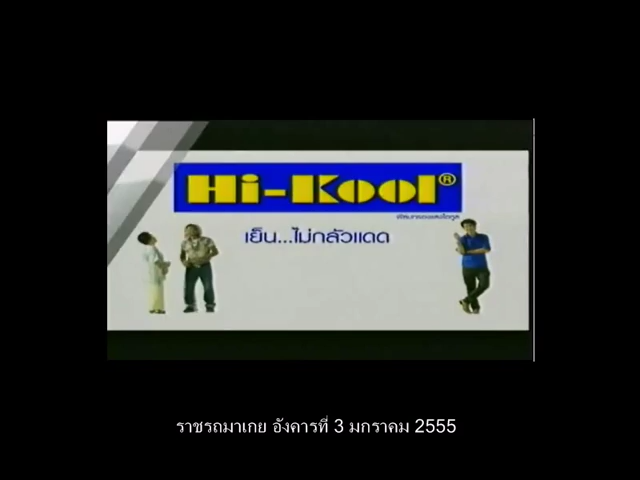 Hi-Kool®
เย็น...ไม่กลัวแดด
ราชรถมาเกย อังคารที่ 3 มกราคม 2555